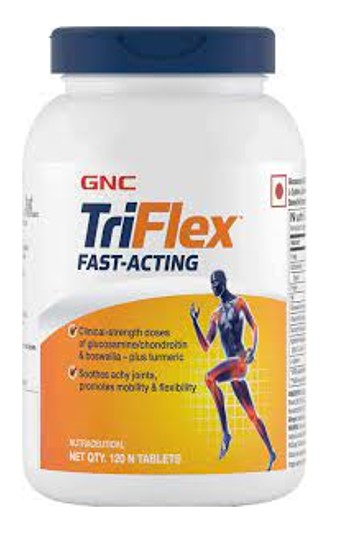 GNC
TriFlex™
FAST-ACTING
Clinical-strength doses
of glucosamine/chondroitin
& boswellia – plus turmeric
Soothes achy joints,
promotes mobility & flexibility
NUTRACEUTICAL
NET QTY. 120 N TABLETS